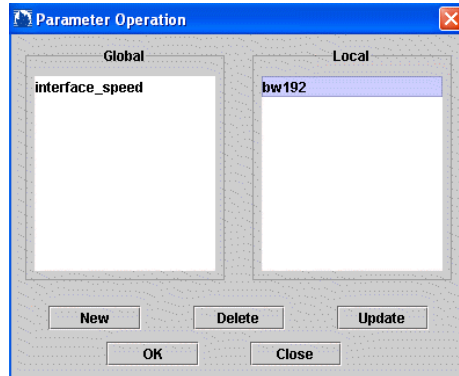 Parameter Operation
Global
Local
interface_speed
bw192
New
Delete
Update
OK
Close